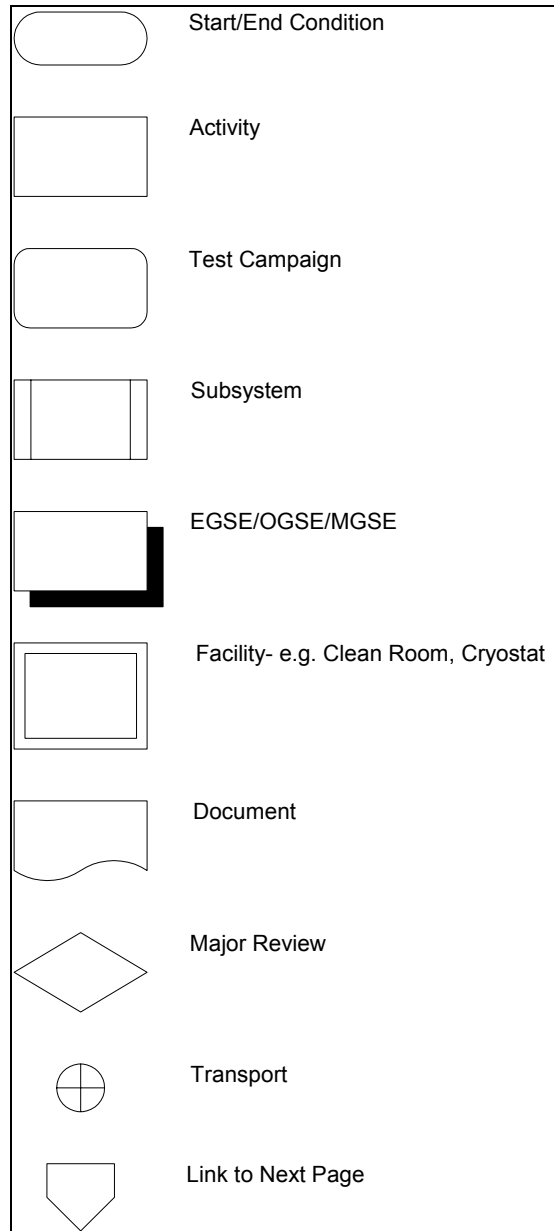 Start/End Condition
Activity
Test Campaign
Subsystem
EGSE/OGSE/MGSE
Facility- e.g. Clean Room, Cryostat
Document
Major Review
Transport
Link to Next Page